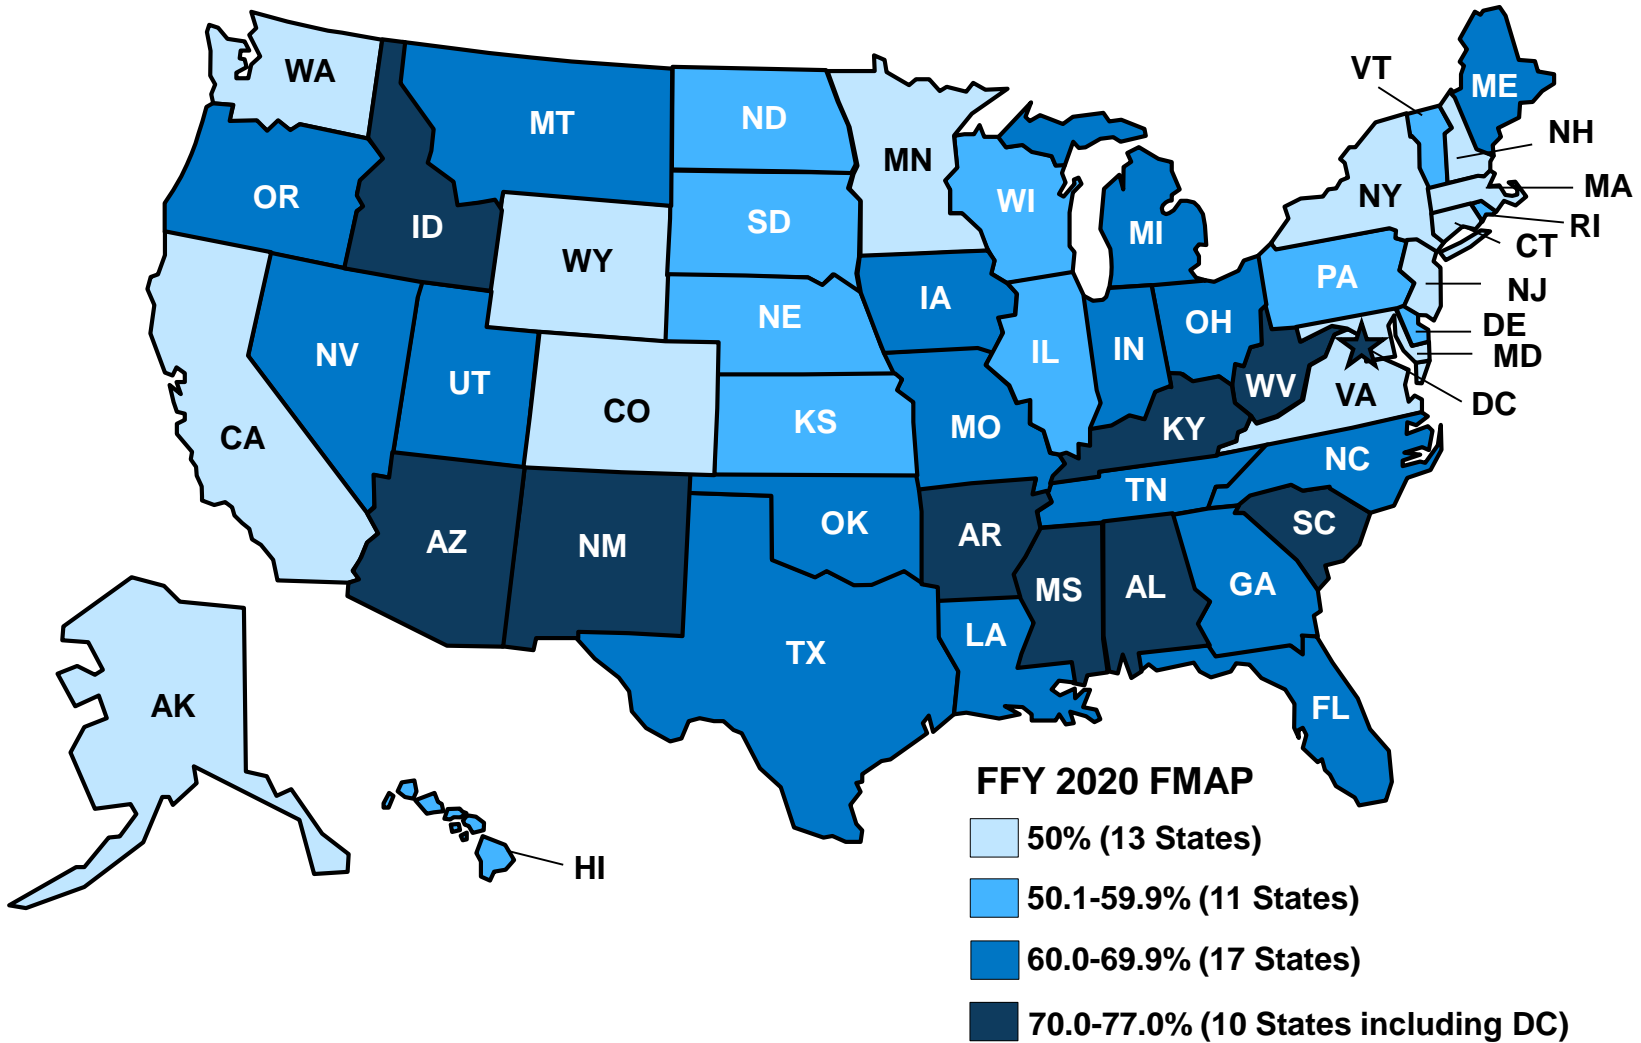 WA
MT
ND
MN
VT
ME
NH
OR
ID
SD
WI
MI
NY
MA
RI
CT
WY
IA
PA
NJ
NE
OH
DE
NV
UT
IL
IN
MD
CO
KS
MO
WV
VA
DC
CA
KY
NC
TN
AZ
NM
OK
AR
SC
MS
AL
GA
TX
LA
AK
FL
HI
FFY 2020 FMAP
50% (13 States)
50.1-59.9% (11 States)
60.0-69.9% (17 States)
70.0-77.0% (10 States including DC)